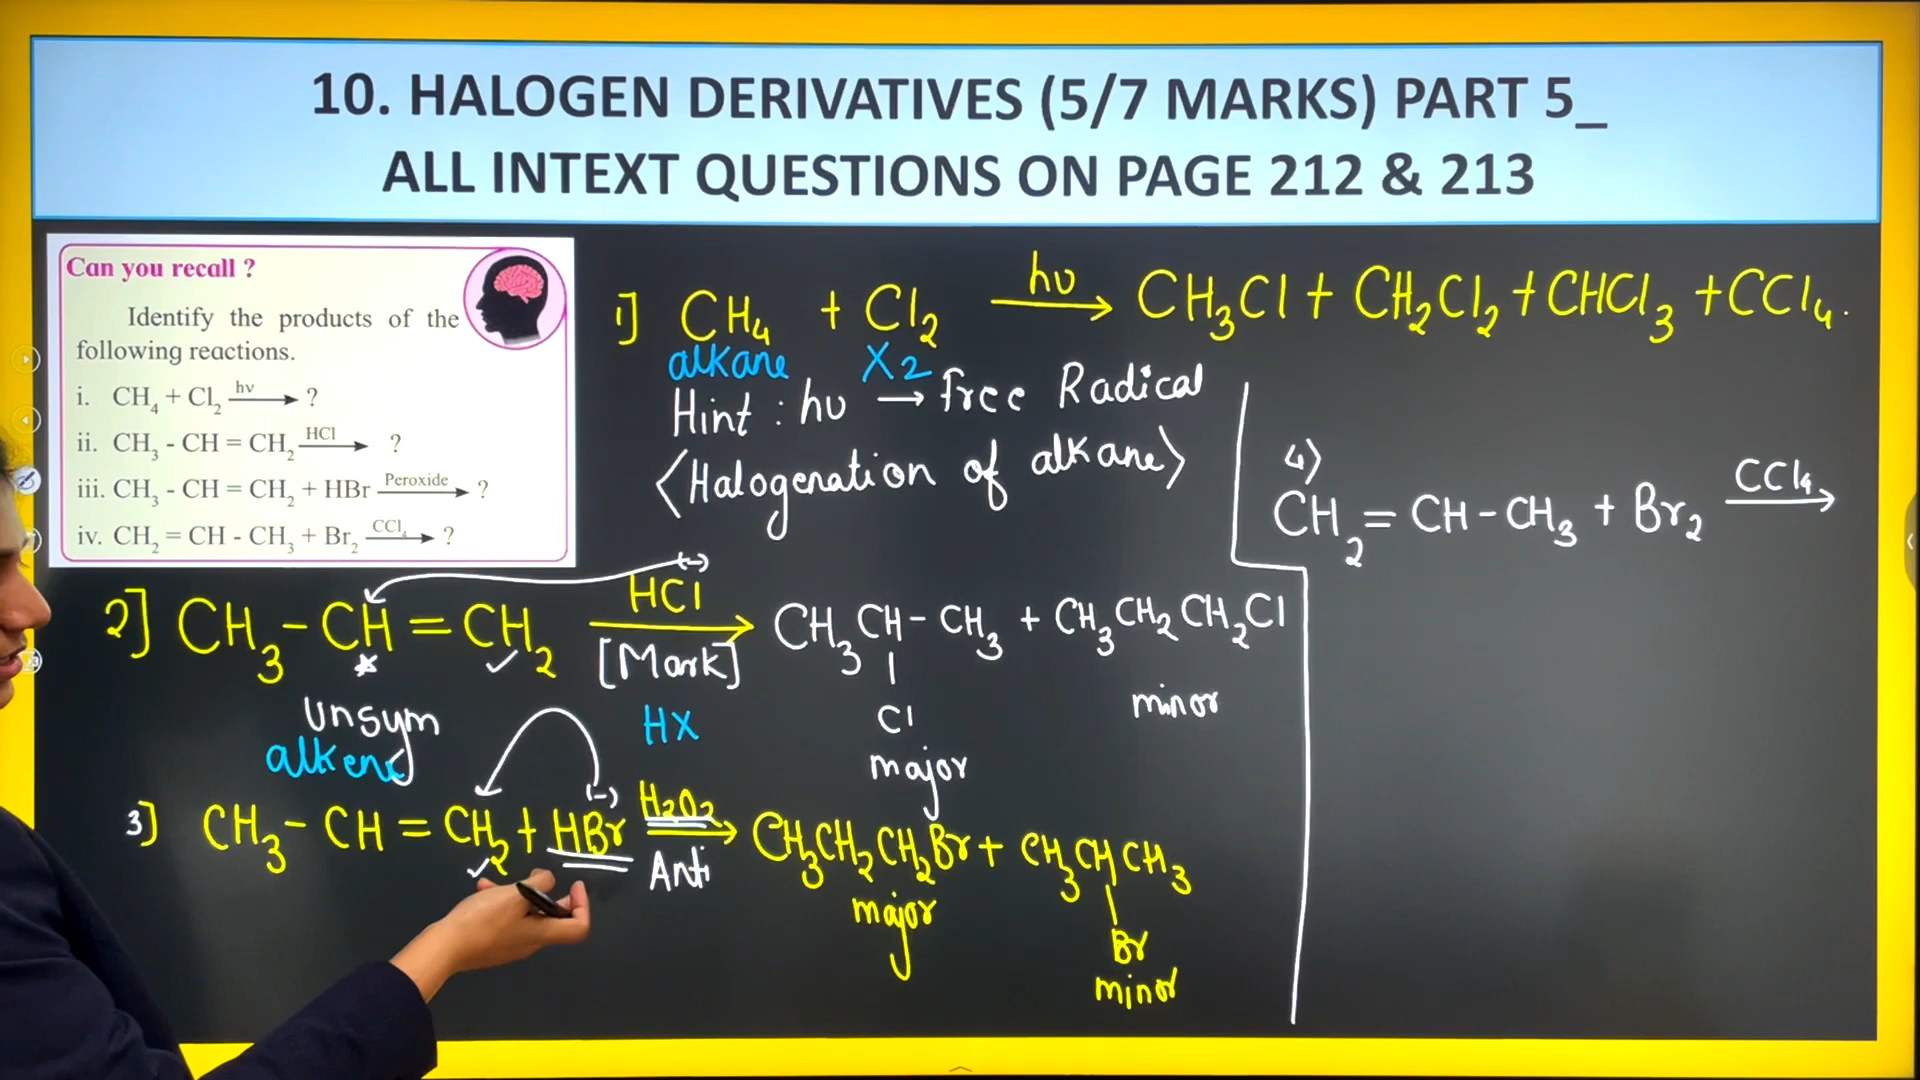 10. HALOGEN DERIVATIVES (5/7 MARKS) PART 5_
ALL INTEXT QUESTIONS ON PAGE 212 & 213
Can you recall ?
Identify the products of the
following reactions.
i. CH₄ + Cl₂ hν → ?
ii. CH₃ - CH = CH₂ HCl → ?
iii. CH₃ - CH = CH₂ + HBr Peroxide → ?
iv. CH₂ = CH - CH₃ + Br₂ CCl₄ → ?
1] CH₄ + Cl₂ hυ → CH₃Cl + CH₂Cl₂ + CHCl₃ + CCl₄.
alkane X2
Hint : hυ → free Radical
<Halogenation of alkane>
(-)
2] CH₃ - CH = CH₂ HCl → CH₃CH - CH₃ + CH₃CH₂CH₂Cl
[Mark]
Cl
major
minor
Unsym
alkene
HX
(-)
3] CH₃ - CH = CH₂ + HBr H₂O₂ → CH₃CH₂CH₂Br + CH₃CHCH₃
Anti
major
Br
minor
4)
CH₂ = CH - CH₃ + Br₂ CCl₄ →